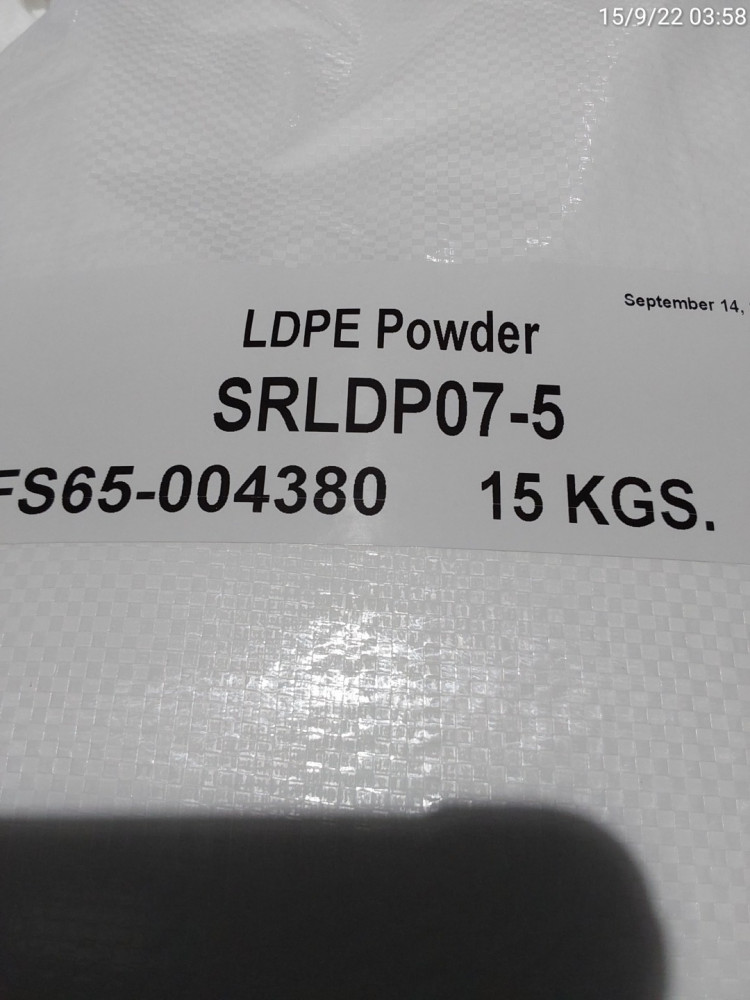 15/9/22 03:58
September 14,
LDPE Powder
SRLDP07-5
FS65-004380 15 KGS.